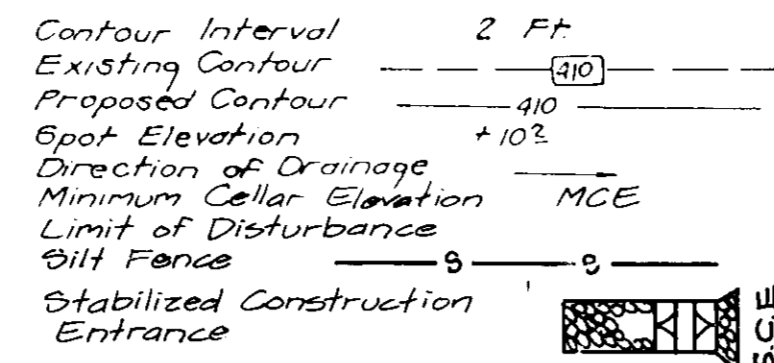 Contour Interval 2 Ft.
Existing Contour 410
Proposed Contour 410
Spot Elevation +10²
Direction of Drainage
Minimum Cellar Elevation MCE
Limit of Disturbance
Silt Fence S S
Stabilized Construction
Entrance
S.C.E